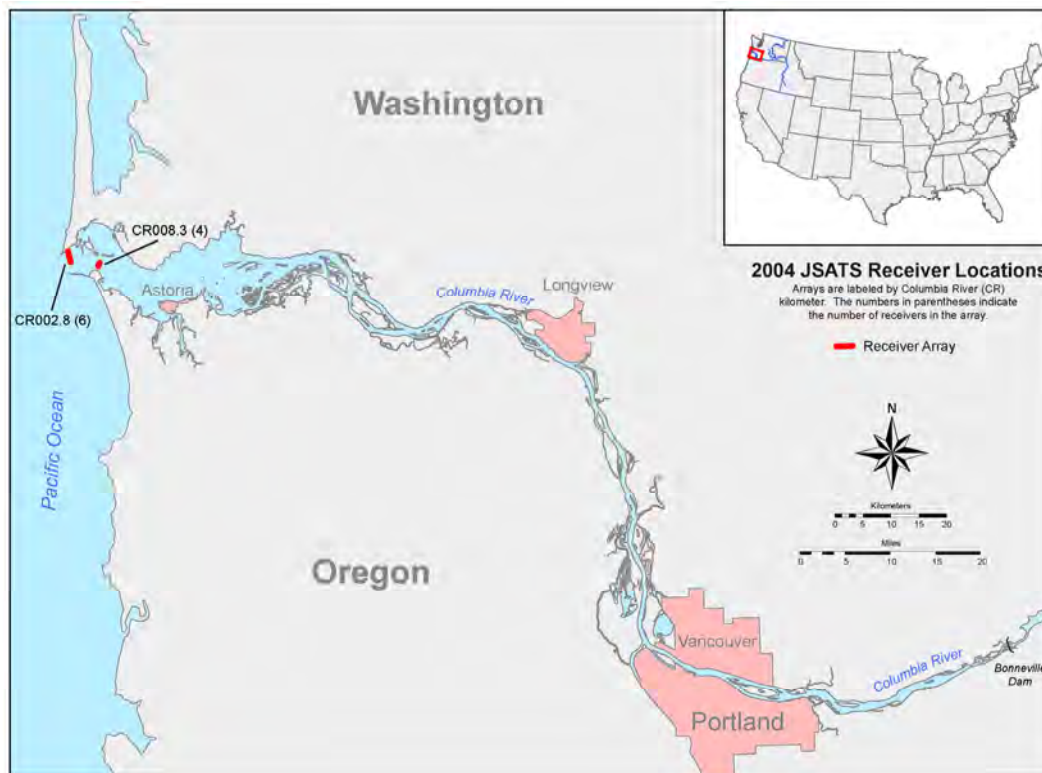 Washington
CR008.3 (4)
Astoria
CR002.8 (6)
Columbia River
Longview
Pacific Ocean
Oregon
Vancouver
Portland
Columbia River
Bonneville
Dam
2004 JSATS Receiver Locations
Arrays are labeled by Columbia River (CR)
kilometer. The numbers in parentheses indicate
the number of receivers in the array.
Receiver Array
N
Kilometers
0 5 10 15 20
Miles
0 5 10 15 20